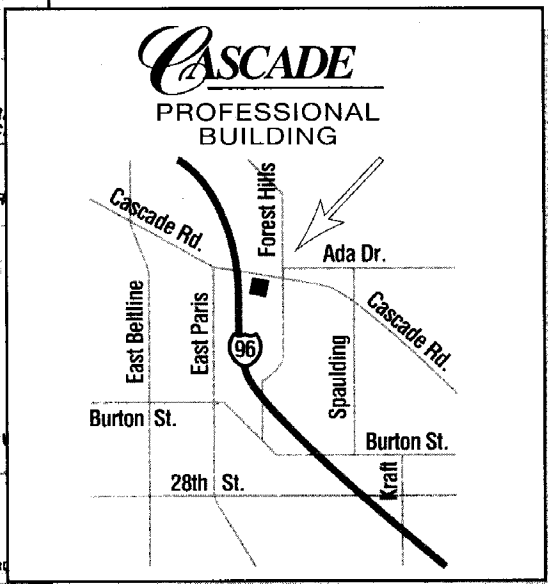 CASCADE
PROFESSIONAL
BUILDING
Forest Hills
Cascade Rd.
Ada Dr.
East Beltline
East Paris
96
Spaulding
Cascade Rd.
Burton St.
Burton St.
28th St.
Kraft